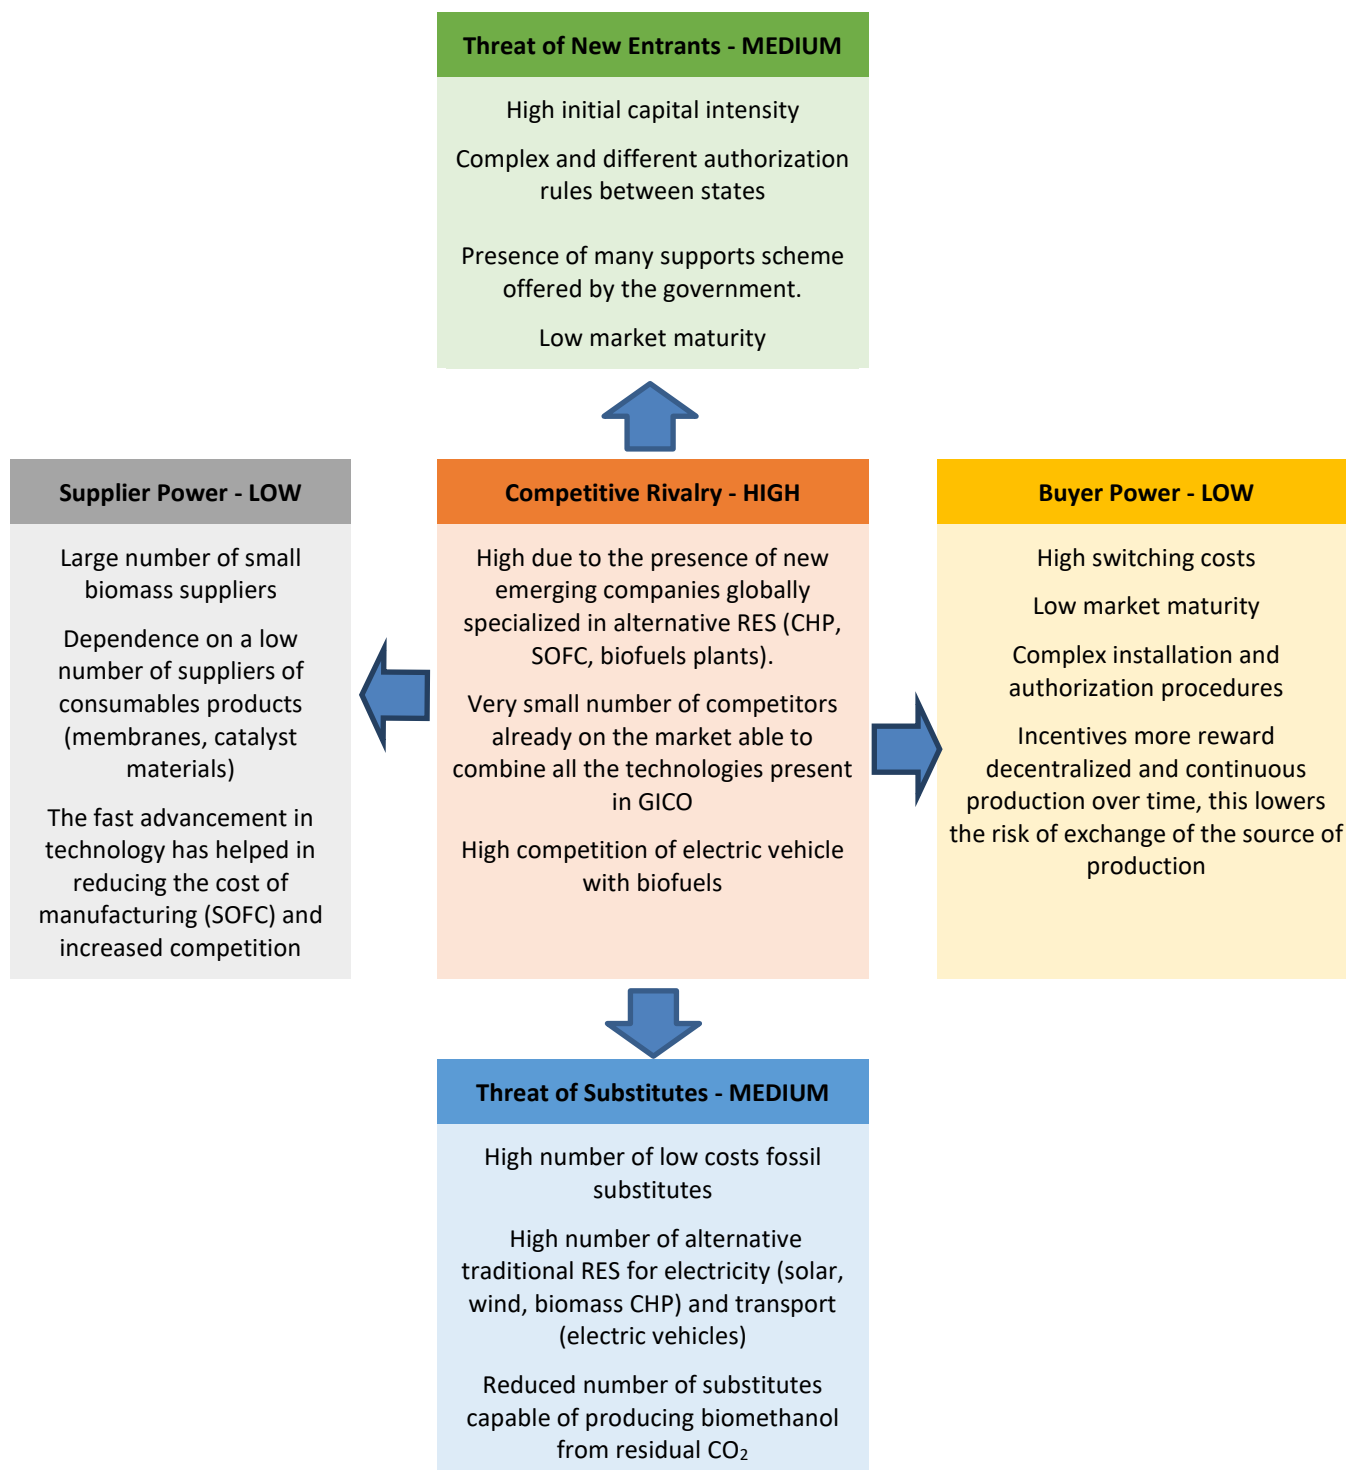 Threat of New Entrants - MEDIUM
High initial capital intensity
Complex and different authorization
rules between states
Presence of many supports scheme
offered by the government.
Low market maturity
Supplier Power - LOW
Large number of small
biomass suppliers
Dependence on a low
number of suppliers of
consumables products
(membranes, catalyst
materials)
The fast advancement in
technology has helped in
reducing the cost of
manufacturing (SOFC) and
increased competition
Competitive Rivalry - HIGH
High due to the presence of new
emerging companies globally
specialized in alternative RES (CHP,
SOFC, biofuels plants).
Very small number of competitors
already on the market able to
combine all the technologies present
in GICO
High competition of electric vehicle
with biofuels
Buyer Power - LOW
High switching costs
Low market maturity
Complex installation and
authorization procedures
Incentives more reward
decentralized and continuous
production over time, this lowers
the risk of exchange of the source of
production
Threat of Substitutes - MEDIUM
High number of low costs fossil
substitutes
High number of alternative
traditional RES for electricity (solar,
wind, biomass CHP) and transport
(electric vehicles)
Reduced number of substitutes
capable of producing biomethanol
from residual CO₂